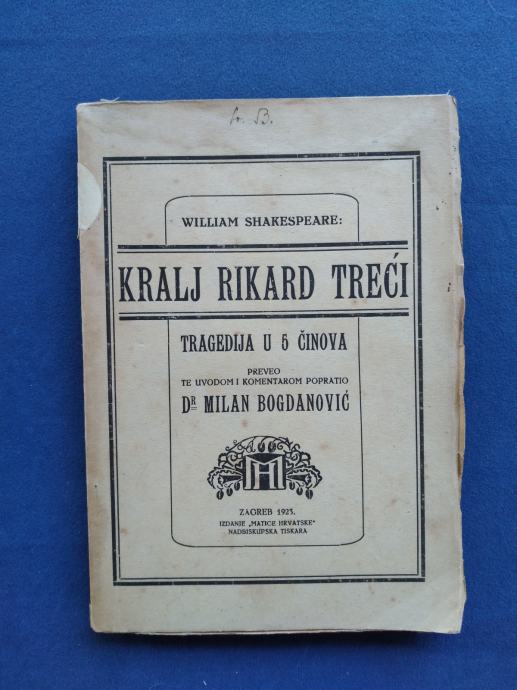 WILLIAM SHAKESPEARE:
KRALJ RIKARD TREĆI
TRAGEDIJA U 5 ČINOVA
PREVEO
TE UVODOM I KOMENTAROM POPRATIO
DR MILAN BOGDANOVIĆ
MH
ZAGREB 1923.
IZDANJE „MATICE HRVATSKE“
NADBISKUPSKA TISKARA